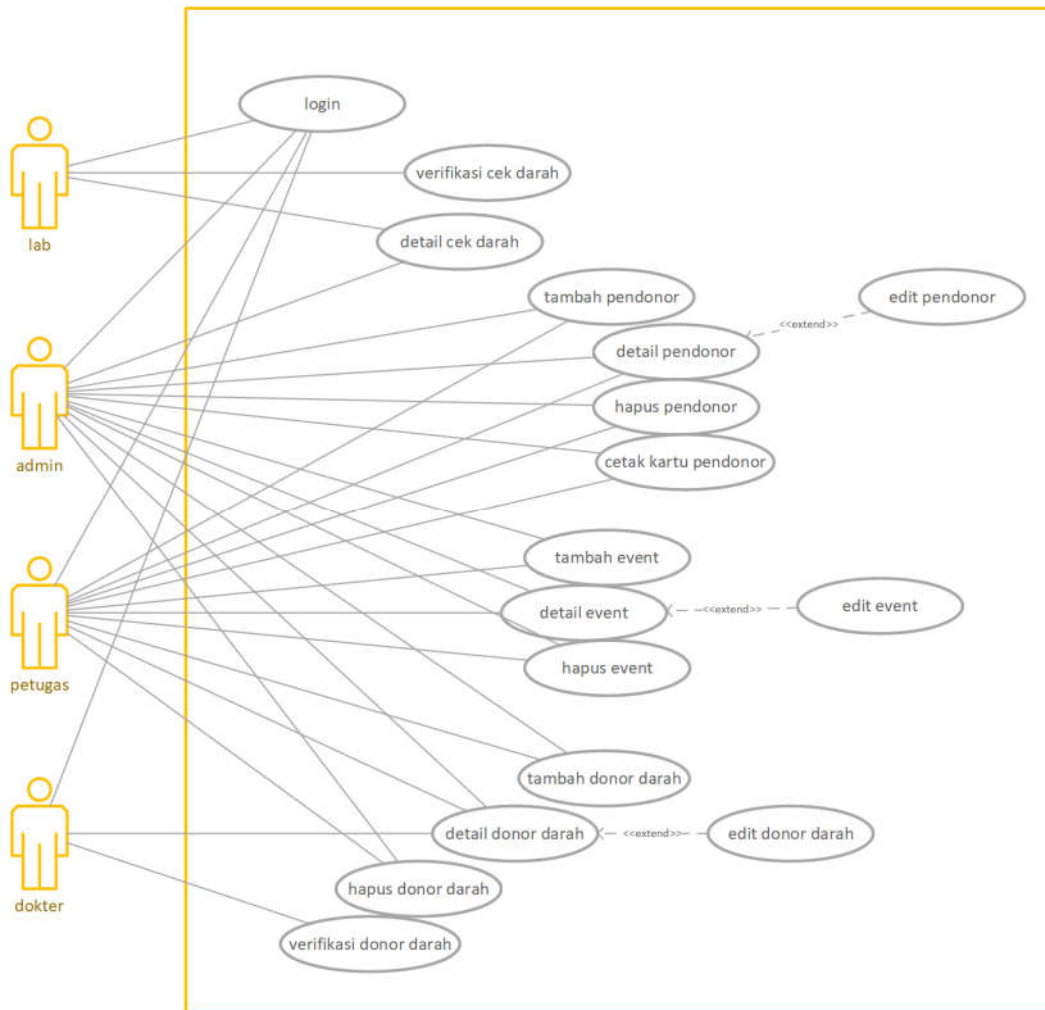 login
verifikasi cek darah
lab
detail cek darah
tambah pendonor
edit pendonor
<<extend>>
detail pendonor
hapus pendonor
admin
cetak kartu pendonor
tambah event
detail event
<<extend>>
edit event
hapus event
petugas
tambah donor darah
detail donor darah
<<extend>>
edit donor darah
hapus donor darah
dokter
verifikasi donor darah